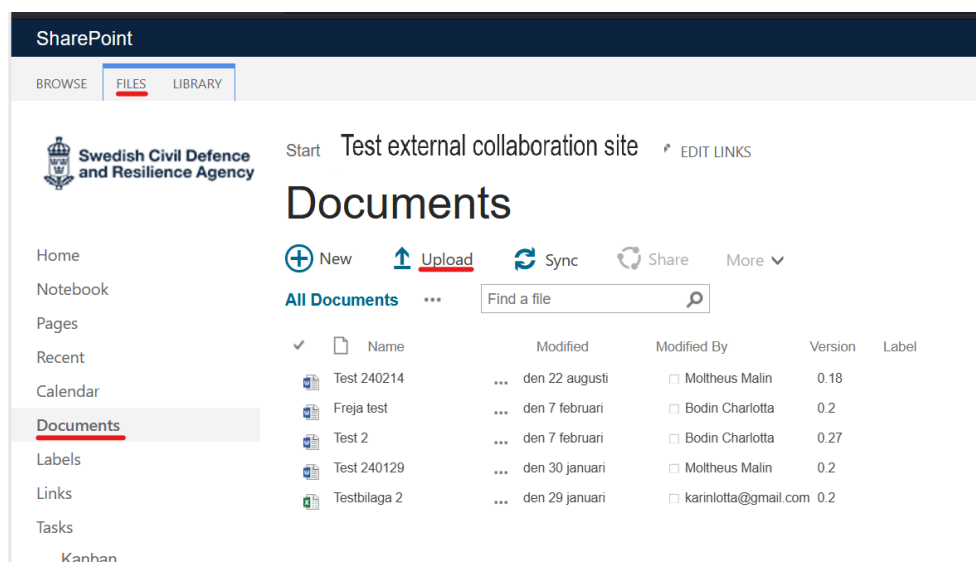 SharePoint
BROWSE FILES LIBRARY
Swedish Civil Defence
and Resilience Agency
Start Test external collaboration site EDIT LINKS
Documents
Home
Notebook
Pages
Recent
Calendar
Documents
Labels
Links
Tasks
Kanban
New Upload Sync Share More
All Documents ... Find a file
Name Modified Modified By Version Label
Test 240214 ... den 22 augusti Moltheus Malin 0.18
Freja test ... den 7 februari Bodin Charlotta 0.2
Test 2 ... den 7 februari Bodin Charlotta 0.27
Test 240129 ... den 30 januari Moltheus Malin 0.2
Testbilaga 2 ... den 29 januari karinlotta@gmail.com 0.2